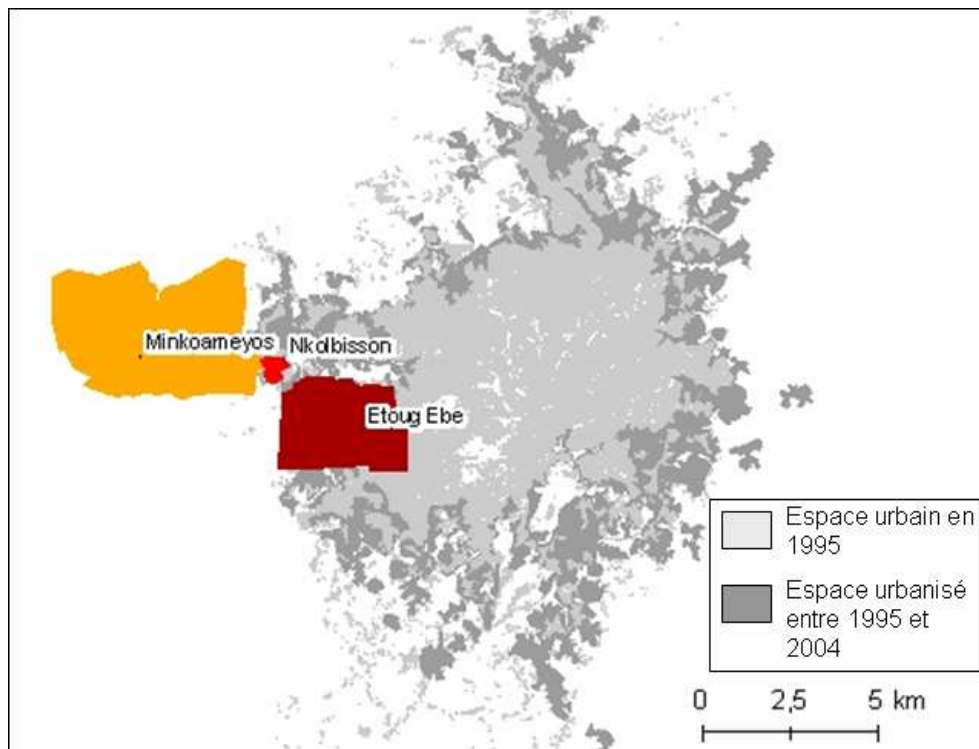 Minkoameyos
Nkolbisson
Etoug Ebe
Espace urbain en
1995
Espace urbanisé
entre 1995 et
2004
0 2,5 5 km